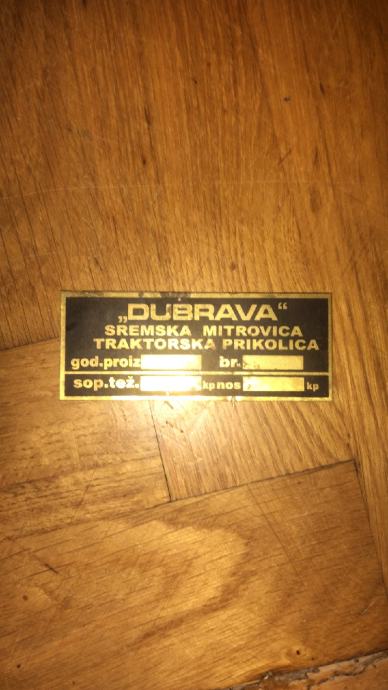 „DUBRAVA“
SREMSKA MITROVICA
TRAKTORSKA PRIKOLICA
god.proiz br.
sop.tež. kp nos kp